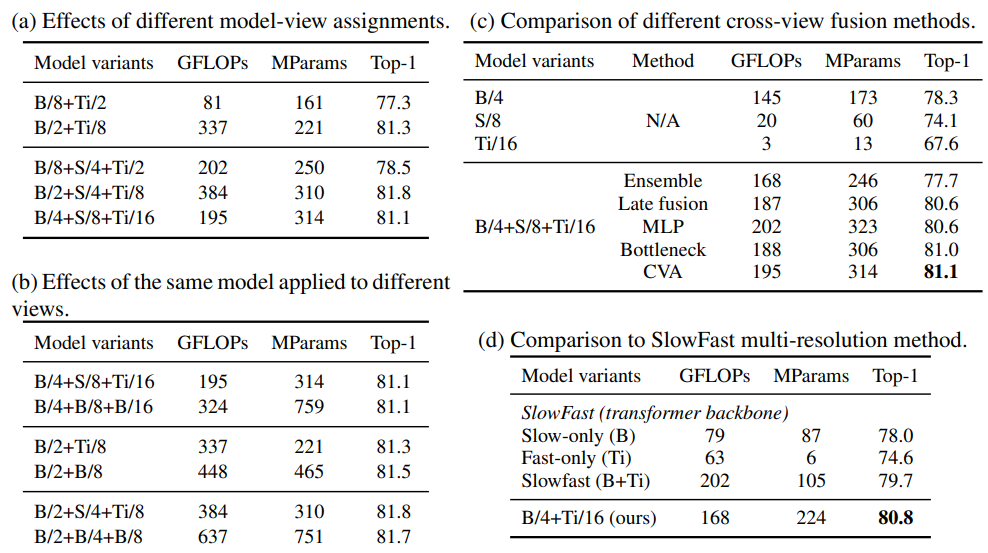 (a) Effects of different model-view assignments.
Model variants GFLOPs MParams Top-1
B/8+Ti/2 81 161 77.3
B/2+Ti/8 337 221 81.3
B/8+S/4+Ti/2 202 250 78.5
B/2+S/4+Ti/8 384 310 81.8
B/4+S/8+Ti/16 195 314 81.1
(b) Effects of the same model applied to different
views.
Model variants GFLOPs MParams Top-1
B/4+S/8+Ti/16 195 314 81.1
B/4+B/8+B/16 324 759 81.1
B/2+Ti/8 337 221 81.3
B/2+B/8 448 465 81.5
B/2+S/4+Ti/8 384 310 81.8
B/2+B/4+B/8 637 751 81.7
(c) Comparison of different cross-view fusion methods.
Model variants Method GFLOPs MParams Top-1
B/4 145 173 78.3
S/8 N/A 20 60 74.1
Ti/16 3 13 67.6
Ensemble 168 246 77.7
Late fusion 187 306 80.6
B/4+S/8+Ti/16 MLP 202 323 80.6
Bottleneck 188 306 81.0
CVA 195 314 81.1
(d) Comparison to SlowFast multi-resolution method.
Model variants GFLOPs MParams Top-1
SlowFast (transformer backbone)
Slow-only (B) 79 87 78.0
Fast-only (Ti) 63 6 74.6
Slowfast (B+Ti) 202 105 79.7
B/4+Ti/16 (ours) 168 224 80.8